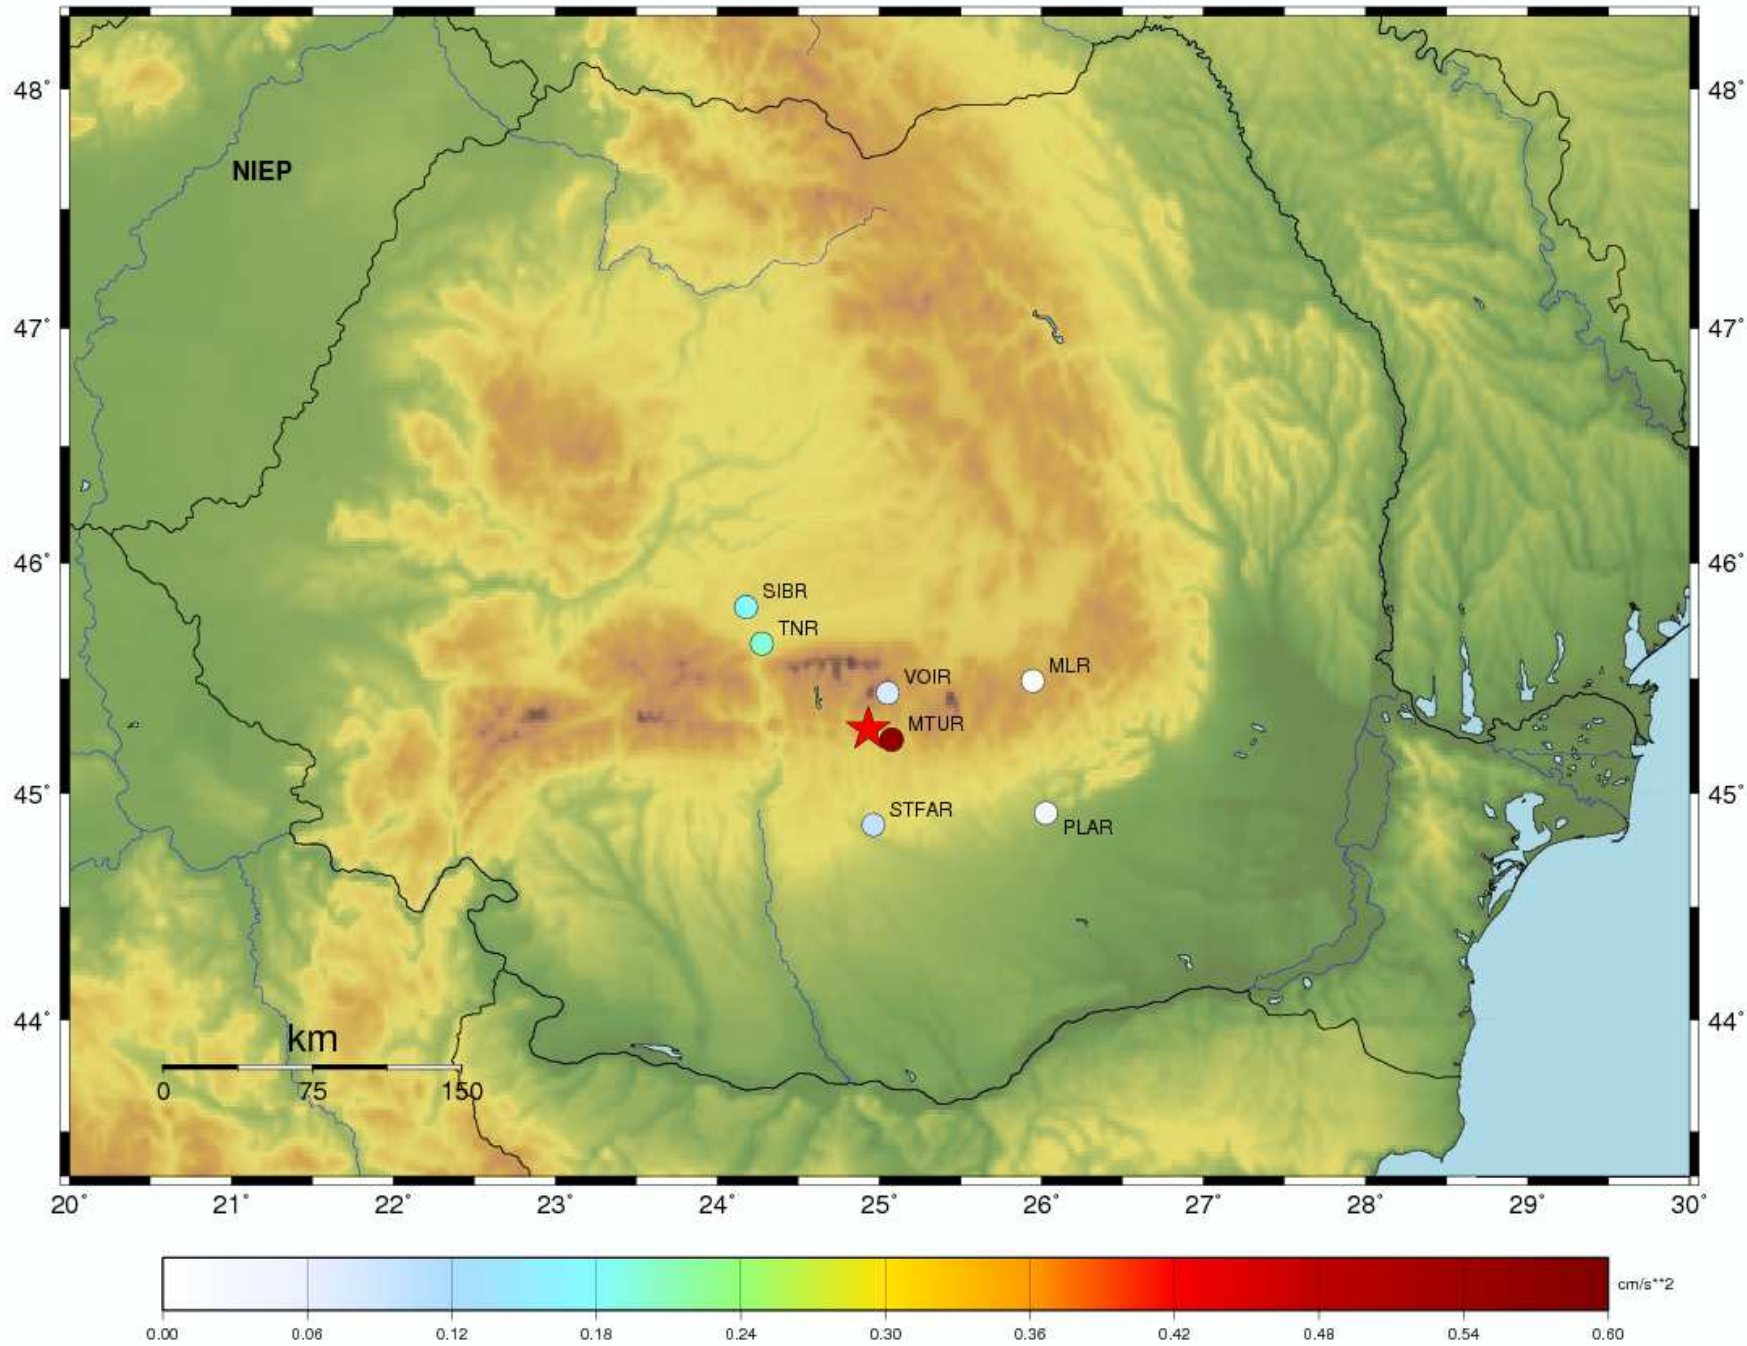 48° 48°
NIEP
47° 47°
46° 46°
SIBR
TNR
VOIR
MLR
MTUR
45° 45°
STFAR
PLAR
44° 44°
km
0 75 150
20° 21° 22° 23° 24° 25° 26° 27° 28° 29° 30°
cm/s**2
0.00 0.06 0.12 0.18 0.24 0.30 0.36 0.42 0.48 0.54 0.60